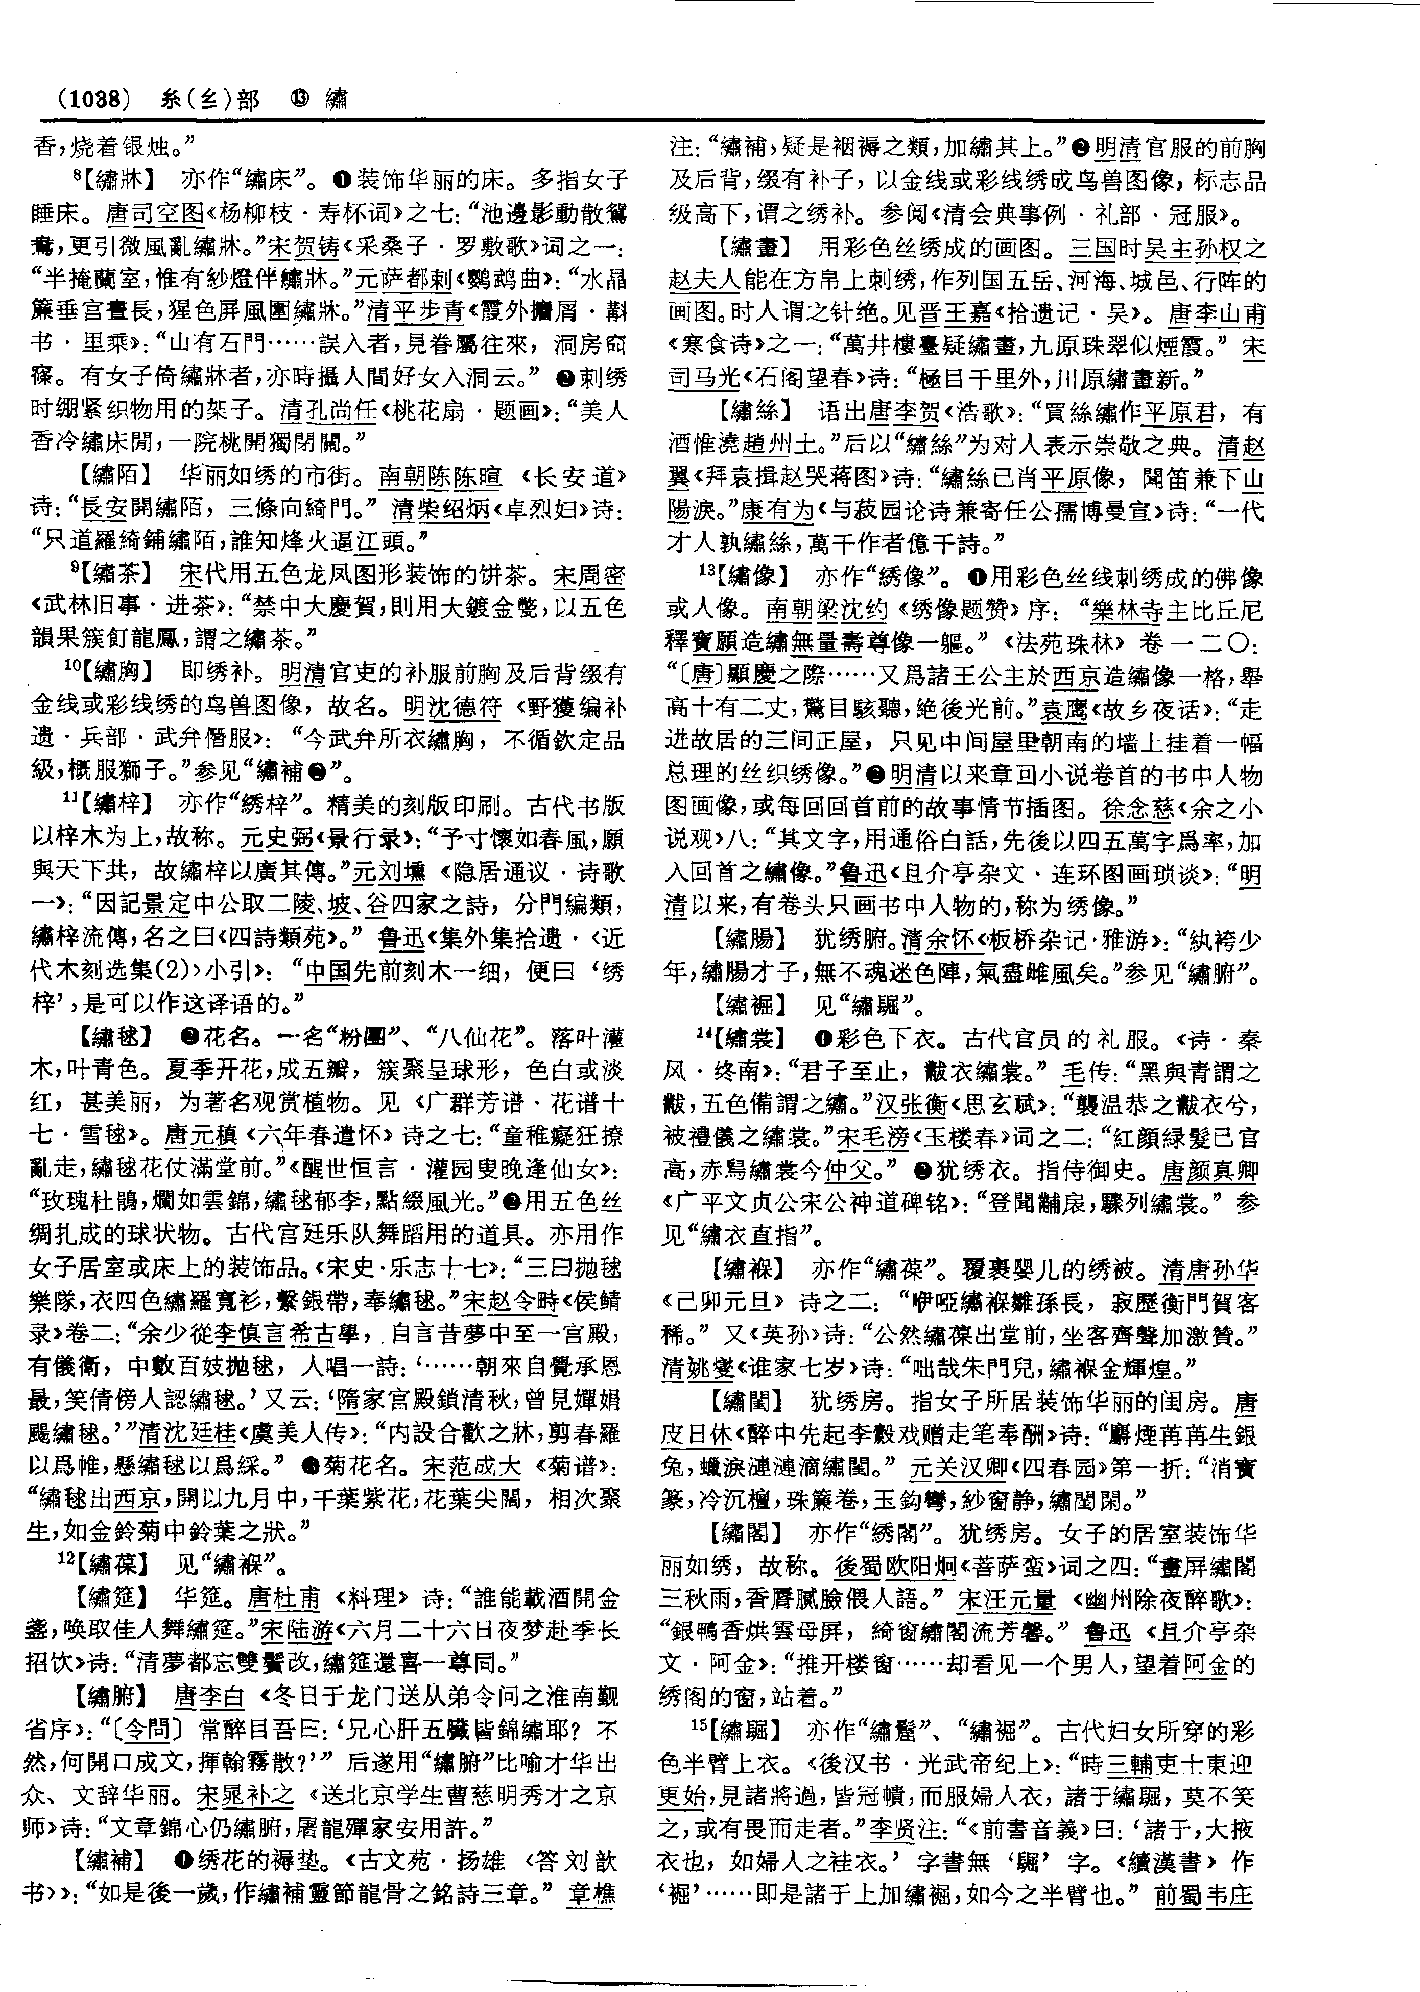 (1038) 糸(纟)部 ⑬ 繡
香,烧着银烛。”
8【繡牀】 亦作“繡床”。❶装饰华丽的床。多指女子
睡床。唐司空图《杨柳枝·寿杯词》之七:“池邊影動散鴛
鴦,更引微風亂繡牀。”宋贺铸《采桑子·罗敷歌》词之一:
“半掩蘭室,惟有紗燈伴繡牀。”元萨都剌《鹦鹉曲》:“水晶
簾垂宫晝長,猩色屏風圍繡牀。”清平步青《霞外攟屑·斠
书·里乘》:“山有石門……誤入者,見眷屬往來,洞房窈
窱。有女子倚繡牀者,亦時攝人間好女入洞云。” ❷刺绣
时绷紧织物用的架子。清孔尚任《桃花扇·题画》:“美人
香冷繡床閒,一院桃開獨閉關。”
【繡陌】 华丽如绣的市街。南朝陈陈暄《长安道》
诗:“長安開繡陌,三條向綺門。” 清柴绍炳《卓烈妇》诗:
“只道羅綺鋪繡陌,誰知烽火逼江頭。”
9【繡茶】 宋代用五色龙凤图形装饰的饼茶。宋周密
《武林旧事·进茶》:“禁中大慶賀,則用大鍍金㼜,以五色
韻果簇飣龍鳳,謂之繡茶。”
10【繡胸】 即绣补。明清官吏的补服前胸及后背缀有
金线或彩线绣的鸟兽图像,故名。明沈德符《野獲编补
遗·兵部·武弁僭服》:“今武弁所衣繡胸,不循欽定品
級,概服獅子。”参见“繡補❷”。
11【繡梓】 亦作“绣梓”。精美的刻版印刷。古代书版
以梓木为上,故称。元史弼《景行录》:“予寸懷如春風,願
與天下共,故繡梓以廣其傳。”元刘壎《隐居通议·诗歌
一》:“因記景定中公取二陵、坡、谷四家之詩,分門編類,
繡梓流傳,名之曰《四詩類苑》。” 鲁迅《集外集拾遗·〈近
代木刻选集(2)〉小引》:“中国先前刻木一细,便曰‘绣
梓’,是可以作这译语的。”
【繡毬】 ❶花名。一名“粉團”、“八仙花”。落叶灌
木,叶青色。夏季开花,成五瓣,簇聚呈球形,色白或淡
红,甚美丽,为著名观赏植物。见《广群芳谱·花谱十
七·雪毬》。唐元稹《六年春遣怀》诗之七:“童稚癡狂撩
亂走,繡毬花仗滿堂前。”《醒世恒言·灌园叟晚逢仙女》:
“玫瑰杜鵑,爛如雲錦,繡毬郁李,點綴風光。”❷用五色丝
绸扎成的球状物。古代宫廷乐队舞蹈用的道具。亦用作
女子居室或床上的装饰品。《宋史·乐志十七》:“三曰抛毬
樂隊,衣四色繡羅寬衫,繫銀帶,奉繡毬。”宋赵令畤《侯鲭
录》卷二:“余少從李慎言希古學,自言昔夢中至一宫殿,
有儀衛,中數百妓抛毬,人唱一詩:‘……朝來自覺承恩
最,笑倩傍人認繡毬。’又云:‘隋家宫殿鎖清秋,曾見嬋娟
颺繡毬。’”清沈廷桂《虞美人传》:“内設合歡之牀,剪春羅
以爲帷,懸繡毬以爲綵。” ❸菊花名。宋范成大《菊谱》:
“繡毬出西京,開以九月中,千葉紫花,花葉尖闊,相次聚
生,如金鈴菊中鈴葉之狀。”
12【繡葆】 见“繡褓”。
【繡筵】 华筵。唐杜甫《料理》诗:“誰能載酒開金
盞,唤取佳人舞繡筵。”宋陆游《六月二十六日夜梦赴季长
招饮》诗:“清夢都忘雙鬢改,繡筵還喜一尊同。”
【繡腑】 唐李白《冬日于龙门送从弟令问之淮南觐
省序》:“〔令問〕常醉目吾曰:‘兄心肝五臟皆錦繡耶?不
然,何開口成文,揮翰霧散?’” 后遂用“繡腑”比喻才华出
众、文辞华丽。宋晁补之《送北京学生曹慈明秀才之京
师》诗:“文章錦心仍繡腑,屠龍殫家安用許。”
【繡補】 ❶绣花的褥垫。《古文苑·扬雄〈答刘歆
书〉》:“如是後一歲,作繡補靈節龍骨之銘詩三章。” 章樵
注:“繡補,疑是裀褥之類,加繡其上。”❷明清官服的前胸
及后背,缀有补子,以金线或彩线绣成鸟兽图像,标志品
级高下,谓之绣补。参阅《清会典事例·礼部·冠服》。
【繡畫】 用彩色丝绣成的画图。三国时吴主孙权之
赵夫人能在方帛上刺绣,作列国五岳、河海、城邑、行阵的
画图。时人谓之针绝。见晋王嘉《拾遗记·吴》。唐李山甫
《寒食诗》之一:“萬井樓臺疑繡畫,九原珠翠似煙霞。” 宋
司马光《石阁望春》诗:“極目千里外,川原繡畫新。”
【繡絲】 语出唐李贺《浩歌》:“買絲繡作平原君,有
酒惟澆趙州土。”后以“繡絲”为对人表示崇敬之典。清赵
翼《拜袁揖赵哭蒋图》诗:“繡絲已肖平原像,聞笛兼下山
陽淚。”康有为《与菽园论诗兼寄任公孺博曼宣》诗:“一代
才人孰繡絲,萬千作者億千詩。”
13【繡像】 亦作“綉像”。❶用彩色丝线刺绣成的佛像
或人像。南朝梁沈约《绣像题赞》序:“樂林寺主比丘尼
釋寶願造繡無量壽尊像一軀。”《法苑珠林》卷一二〇:
“〔唐〕顯慶之際……又爲諸王公主於西京造繡像一格,舉
高十有二丈,驚目駭聽,絶後光前。”袁鹰《故乡夜话》:“走
进故居的三间正屋,只见中间屋里朝南的墙上挂着一幅
总理的丝织绣像。”❷明清以来章回小说卷首的书中人物
图画像,或每回回首前的故事情节插图。徐念慈《余之小
说观》八:“其文字,用通俗白話,先後以四五萬字爲率,加
入回首之繡像。”鲁迅《且介亭杂文·连环图画琐谈》:“明
清以来,有卷头只画书中人物的,称为绣像。”
【繡腸】 犹绣腑。清余怀《板桥杂记·雅游》:“紈袴少
年,繡腸才子,無不魂迷色陣,氣盡雌風矣。”参见“繡腑”。
【繡裾】 见“繡䘿”。
14【繡裳】 ❶彩色下衣。古代官员的礼服。《诗·秦
风·终南》:“君子至止,黻衣繡裳。” 毛传:“黑與青謂之
黻,五色備謂之繡。”汉张衡《思玄赋》:“襲温恭之黻衣兮,
被禮儀之繡裳。”宋毛滂《玉楼春》词之二:“紅顔緑髮已官
高,赤舄繡裳今仲父。” ❷犹绣衣。指侍御史。唐颜真卿
《广平文贞公宋公神道碑铭》:“登聞黼扆,驟列繡裳。” 参
见“繡衣直指”。
【繡褓】 亦作“繡葆”。覆裹婴儿的绣被。清唐孙华
《己卯元旦》诗之二:“咿啞繡褓雛孫長,寂歷衡門賀客
稀。” 又《英孙》诗:“公然繡葆出堂前,坐客齊聲加激贊。”
清姚燮《谁家七岁》诗:“咄哉朱門兒,繡褓金輝煌。”
【繡闺】 犹绣房。指女子所居装饰华丽的闺房。唐
皮日休《醉中先起李縠戏赠走笔奉酬》诗:“麝煙苒苒生銀
兔,蠟淚漣漣滴繡閨。” 元关汉卿《四春园》第一折:“消寶
篆,冷沉檀,珠簾卷,玉鈎彎,紗窗静,繡閨閑。”
【繡閣】 亦作“綉閣”。犹绣房。女子的居室装饰华
丽如绣,故称。後蜀欧阳炯《菩萨蛮》词之四:“畫屏繡閣
三秋雨,香脣膩臉偎人語。” 宋汪元量《幽州除夜醉歌》:
“銀鴨香烘雲母屏,綺窗繡閣流芳馨。” 鲁迅《且介亭杂
文·阿金》:“推开楼窗……却看见一个男人,望着阿金的
绣阁的窗,站着。”
15【繡䘿】 亦作“繡䯿”、“繡裾”。古代妇女所穿的彩
色半臂上衣。《後汉书·光武帝纪上》:“時三輔吏士東迎
更始,見諸將過,皆冠幘,而服婦人衣,諸于繡䘿,莫不笑
之,或有畏而走者。”李贤注:“《前書音義》曰:‘諸于,大掖
衣也,如婦人之袿衣。’ 字書無‘䘿’字。《續漢書》作
‘裾’……即是諸于上加繡裾,如今之半臂也。” 前蜀韦庄